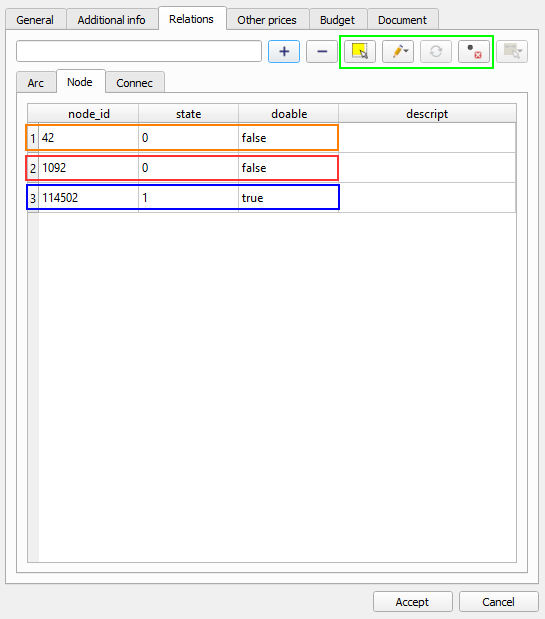 General Additional info Relations Other prices Budget Document
Arc Node Connec
node_id state doable descript
1 42 0 false
2 1092 0 false
3 114502 1 true
Accept Cancel